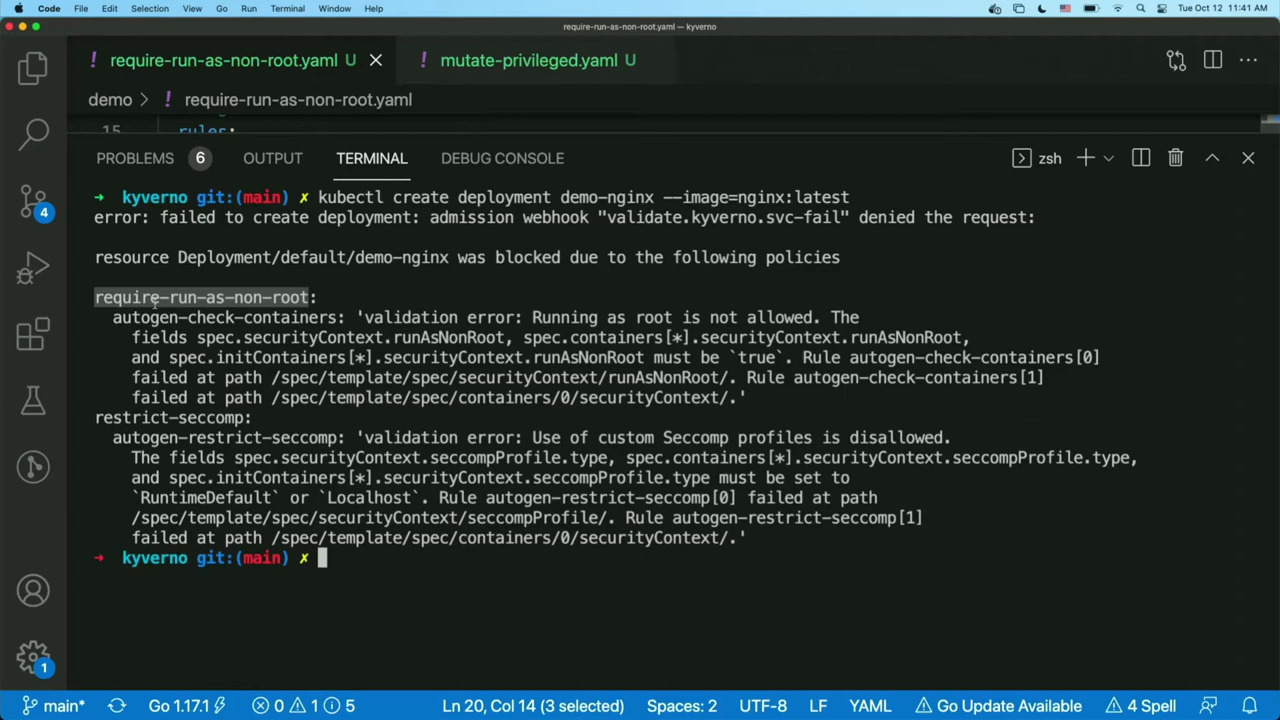 Code File Edit Selection View Go Run Terminal Window Help Tue Oct 12 11:41 AM
require-run-as-non-root.yaml — kyverno
! require-run-as-non-root.yaml U ! mutate-privileged.yaml U
demo > ! require-run-as-non-root.yaml
15 rules:
PROBLEMS 6 OUTPUT TERMINAL DEBUG CONSOLE zsh
➜ kyverno git:(main) ✗ kubectl create deployment demo-nginx --image=nginx:latest
error: failed to create deployment: admission webhook "validate.kyverno.svc-fail" denied the request:
resource Deployment/default/demo-nginx was blocked due to the following policies
require-run-as-non-root:
autogen-check-containers: 'validation error: Running as root is not allowed. The
fields spec.securityContext.runAsNonRoot, spec.containers[*].securityContext.runAsNonRoot,
and spec.initContainers[*].securityContext.runAsNonRoot must be `true`. Rule autogen-check-containers[0]
failed at path /spec/template/spec/securityContext/runAsNonRoot/. Rule autogen-check-containers[1]
failed at path /spec/template/spec/containers/0/securityContext/.'
restrict-seccomp:
autogen-restrict-seccomp: 'validation error: Use of custom Seccomp profiles is disallowed.
The fields spec.securityContext.seccompProfile.type, spec.containers[*].securityContext.seccompProfile.type,
and spec.initContainers[*].securityContext.seccompProfile.type must be set to
`RuntimeDefault` or `Localhost`. Rule autogen-restrict-seccomp[0] failed at path
/spec/template/spec/securityContext/seccompProfile/. Rule autogen-restrict-seccomp[1]
failed at path /spec/template/spec/containers/0/securityContext/.'
➜ kyverno git:(main) ✗
4
1
main* Go 1.17.1 0 1 5 Ln 20, Col 14 (3 selected) Spaces: 2 UTF-8 LF YAML Go Update Available 4 Spell